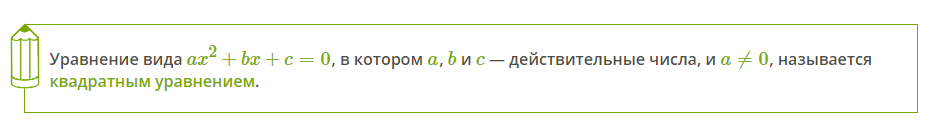 Уравнение вида ax² + bx + c = 0, в котором a, b и c — действительные числа, и a ≠ 0, называется
квадратным уравнением.